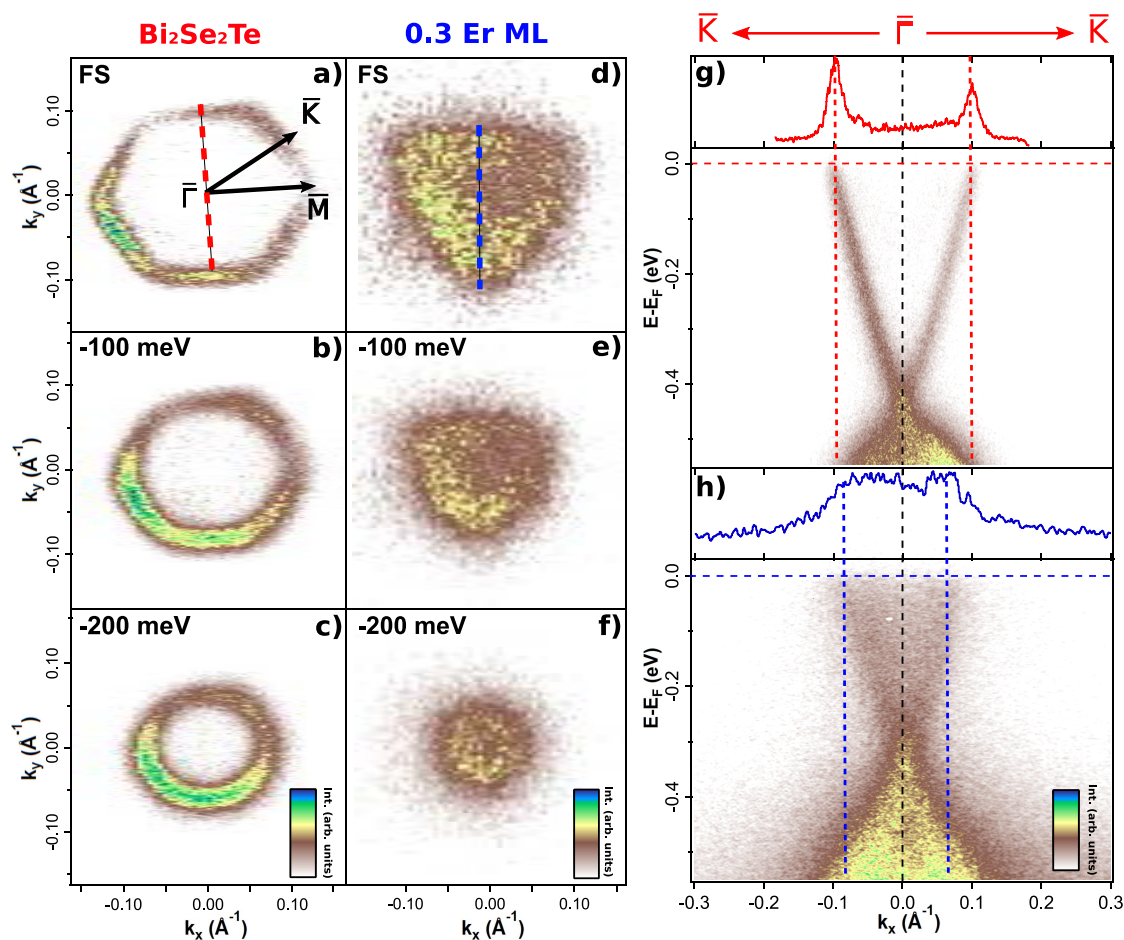 Bi₂Se₂Te
0.3 Er ML
K̅ Γ̅ K̅
FS a)
K̅
Γ̅
M̅
k_y (Å⁻¹)
0.10
0.00
-0.10
FS d)
-100 meV b)
k_y (Å⁻¹)
0.10
0.00
-0.10
-100 meV e)
-200 meV c)
k_y (Å⁻¹)
0.10
0.00
-0.10
Int. (arb. units)
-0.10 0.00 0.10
k_x (Å⁻¹)
-200 meV f)
Int. (arb. units)
-0.10 0.00 0.10
k_x (Å⁻¹)
g)
E-E_F (eV)
0.0
-0.2
-0.4
h)
E-E_F (eV)
0.0
-0.2
-0.4
Int. (arb. units)
-0.3 -0.2 -0.1 0.0 0.1 0.2 0.3
k_x (Å⁻¹)